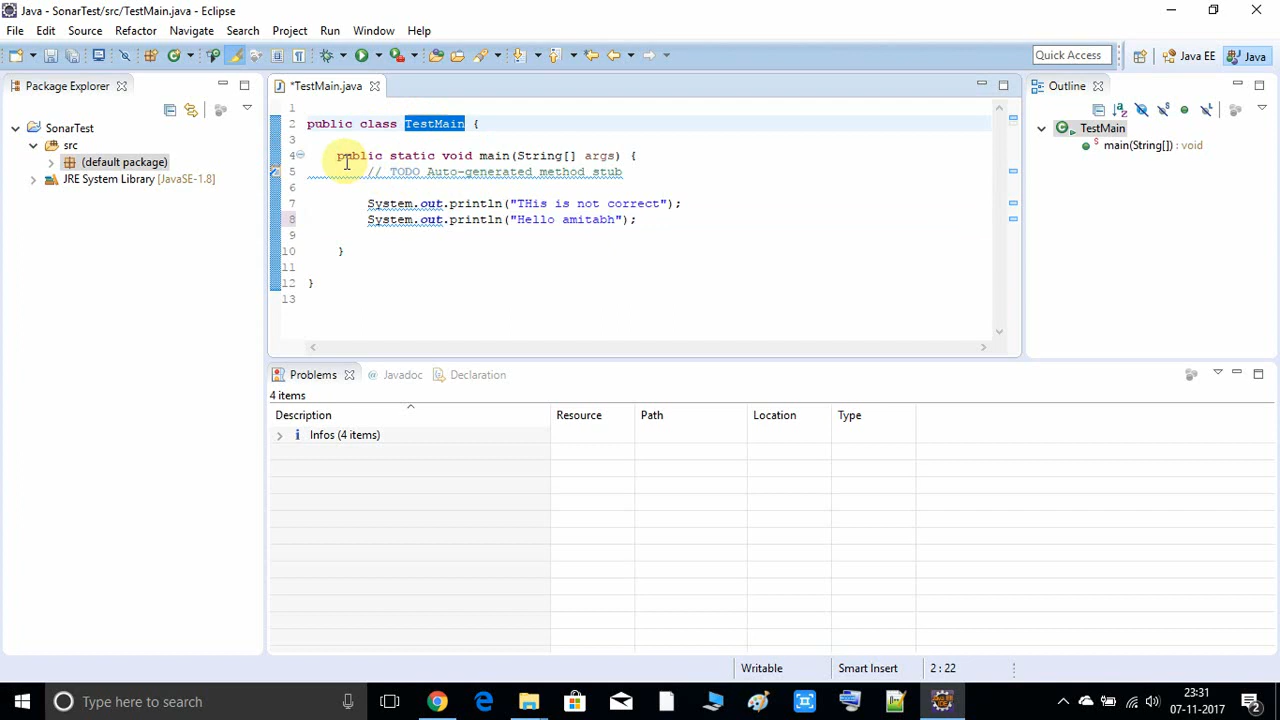 Java - SonarTest/src/TestMain.java - Eclipse
File Edit Source Refactor Navigate Search Project Run Window Help
Quick Access
Java EE
Java
Package Explorer
*TestMain.java
Outline
SonarTest
src
(default package)
JRE System Library [JavaSE-1.8]
1
2 public class TestMain {
3
4 public static void main(String[] args) {
5 // TODO Auto-generated method stub
6
7 System.out.println("THis is not correct");
8 System.out.println("Hello amitabh");
9
10 }
11
12 }
13
TestMain
main(String[]) : void
Problems @ Javadoc Declaration
4 items
Description Resource Path Location Type
Infos (4 items)
Writable Smart Insert 2 : 22
Type here to search
23:31
07-11-2017
2